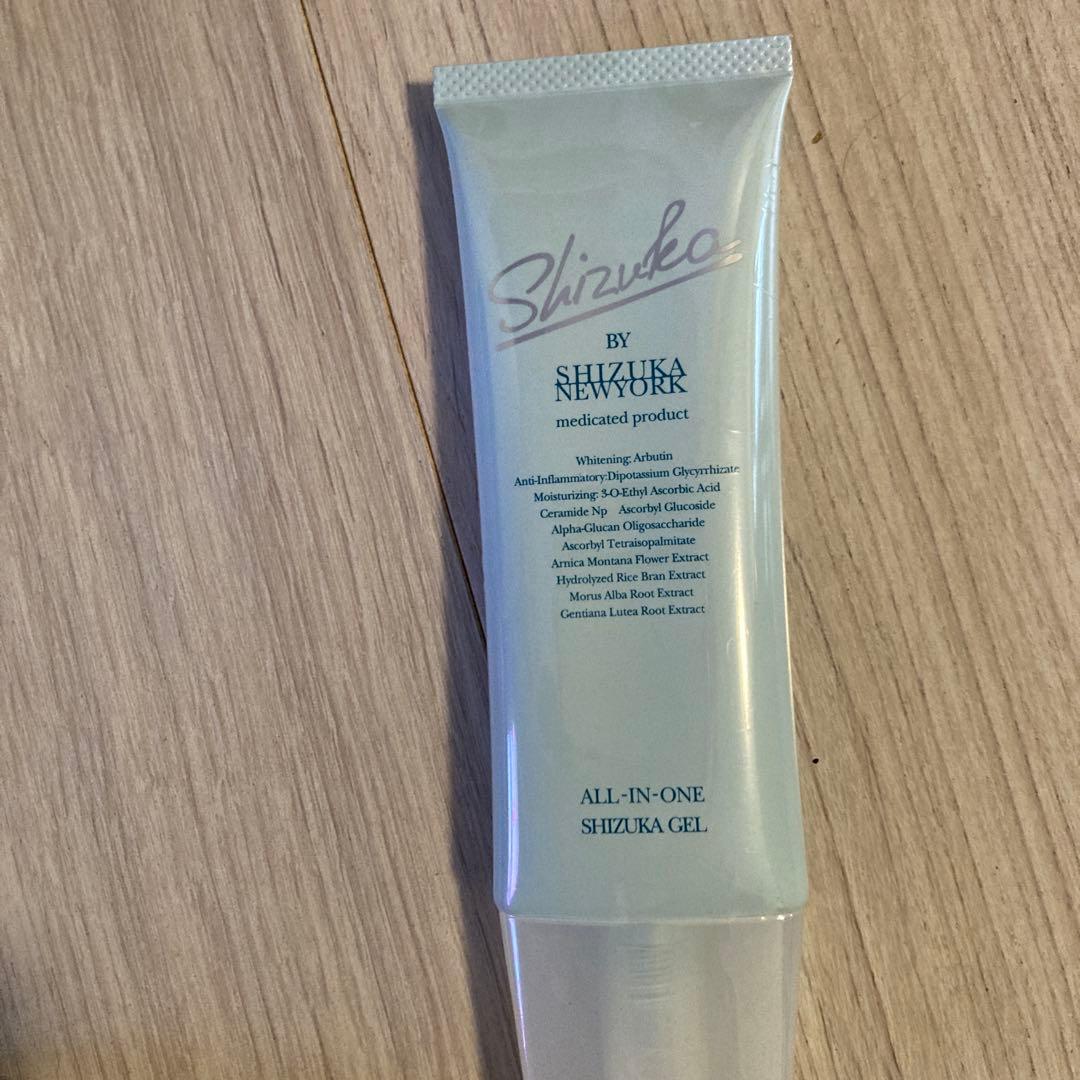 Shizuka
BY
SHIZUKA
NEWYORK
medicated product
Whitening: Arbutin
Anti-Inflammatory:Dipotassium Glycyrrhizate
Moisturizing: 3-O-Ethyl Ascorbic Acid
Ceramide Np Ascorbyl Glucoside
Alpha-Glucan Oligosaccharide
Ascorbyl Tetraisopalmitate
Arnica Montana Flower Extract
Hydrolyzed Rice Bran Extract
Morus Alba Root Extract
Gentiana Lutea Root Extract
ALL-IN-ONE
SHIZUKA GEL